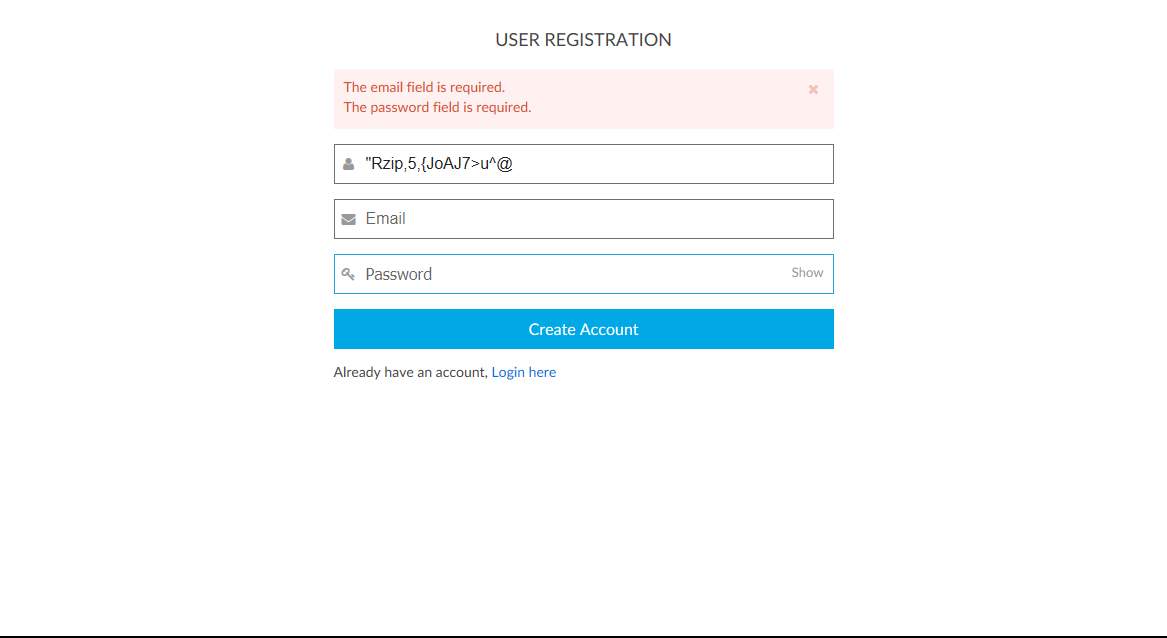 USER REGISTRATION
The email field is required.
The password field is required.
"Rzip,5,{JoAJ7>u^@
Email
Password
Show
Create Account
Already have an account, Login here